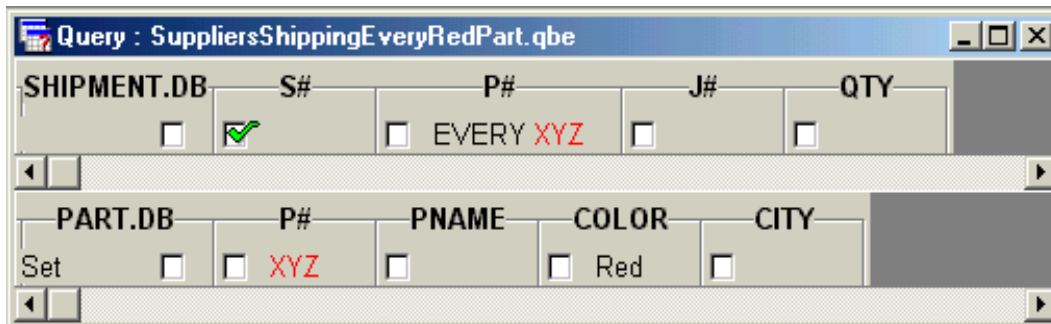 Query : SuppliersShippingEveryRedPart.qbe
SHIPMENT.DB S# P# J# QTY
EVERY XYZ
PART.DB P# PNAME COLOR CITY
Set XYZ Red